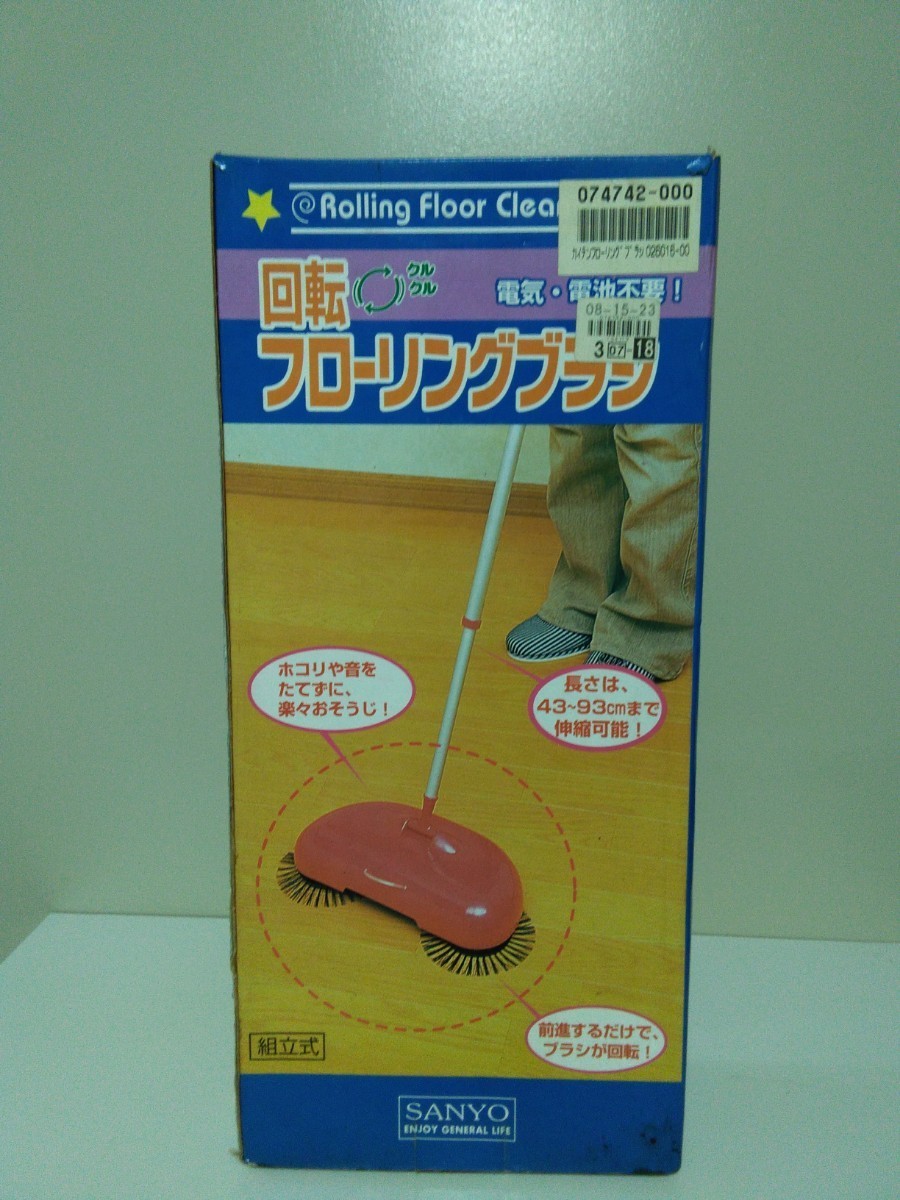 Rolling Floor Clea
074742-000
カイテンフローリングブラシ 026016-00
回転
クル
クル
電気・電池不要!
08-15-23
3 07-18
フローリングブラシ
ホコリや音を
たてずに、
楽々おそうじ!
長さは、
43~93cmまで
伸縮可能!
前進するだけで、
ブラシが回転!
組立式
SANYO
ENJOY GENERAL LIFE